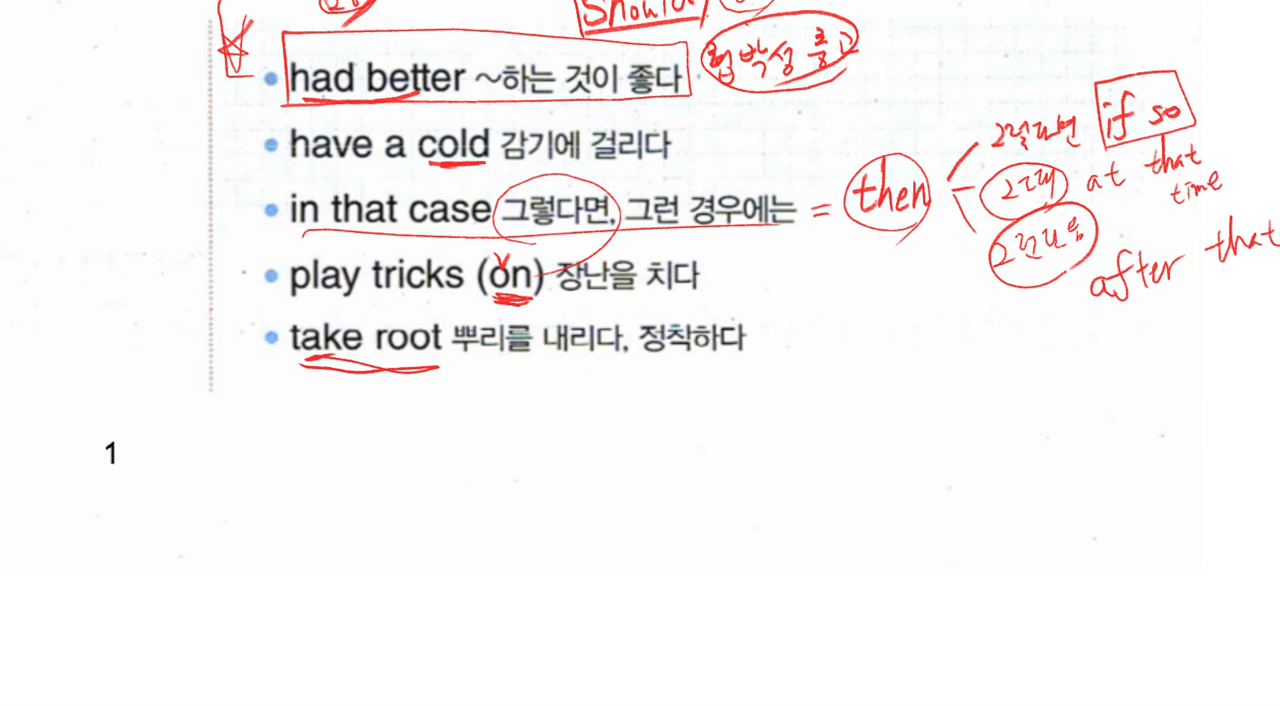 should
had better ~하는 것이 좋다
협박성 충고
have a cold 감기에 걸리다
in that case 그렇다면, 그런 경우에는 = then
그렇다면 if so
그때 at that time
그런다음 after that
play tricks (on) 장난을 치다
take root 뿌리를 내리다, 정착하다
1